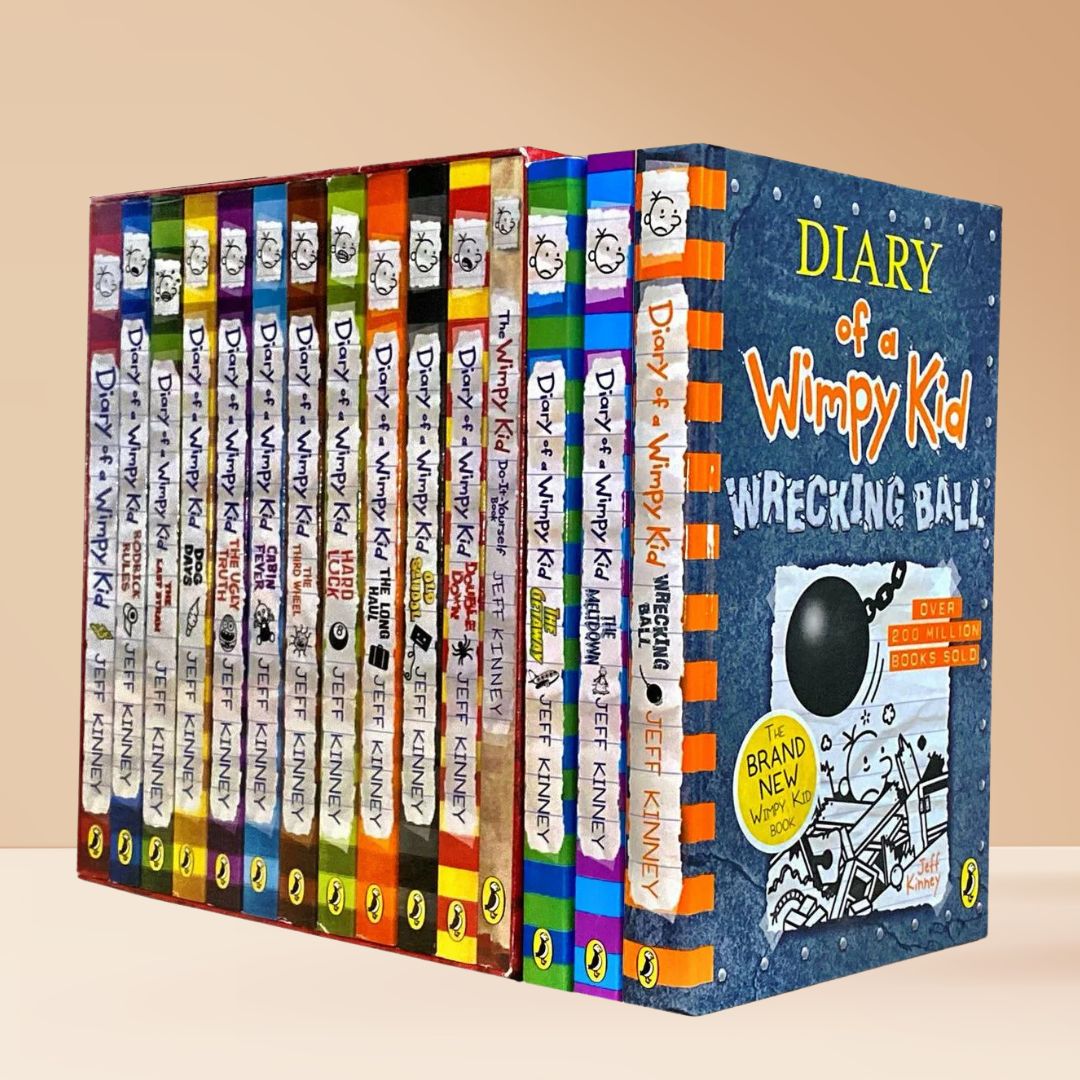 Diary of a Wimpy Kid JEFF KINNEY
Diary of a Wimpy Kid RODRICK RULES JEFF KINNEY
Diary of a Wimpy Kid THE LAST STRAW JEFF KINNEY
Diary of a Wimpy Kid DOG DAYS JEFF KINNEY
Diary of a Wimpy Kid THE UGLY TRUTH JEFF KINNEY
Diary of a Wimpy Kid CABIN FEVER JEFF KINNEY
Diary of a Wimpy Kid THE THIRD WHEEL JEFF KINNEY
Diary of a Wimpy Kid HARD LUCK JEFF KINNEY
Diary of a Wimpy Kid THE LONG HAUL JEFF KINNEY
Diary of a Wimpy Kid OLD SCHOOL JEFF KINNEY
Diary of a Wimpy Kid DOUBLE DOWN JEFF KINNEY
The Wimpy Kid Do-It-Yourself Book JEFF KINNEY
Diary of a Wimpy Kid THE GETAWAY JEFF KINNEY
Diary of a Wimpy Kid THE MELTDOWN JEFF KINNEY
Diary of a Wimpy Kid WRECKING BALL JEFF KINNEY
DIARY
of a
Wimpy Kid
WRECKING BALL
OVER
200 MILLION
BOOKS SOLD
THE
BRAND
NEW
WIMPY KID
BOOK
Jeff
Kinney